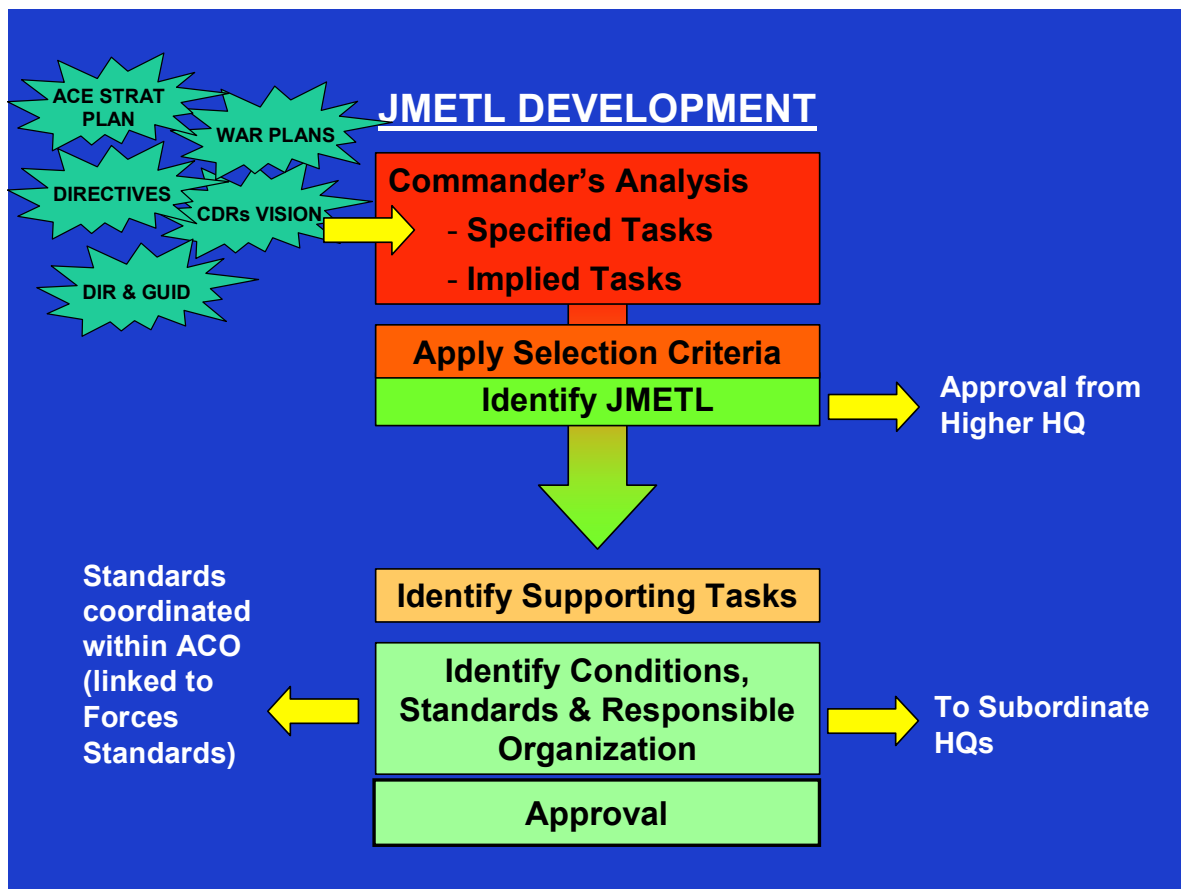 JMETL DEVELOPMENT
ACE STRAT
PLAN
WAR PLANS
DIRECTIVES
CDRs VISION
DIR & GUID
Commander’s Analysis
- Specified Tasks
- Implied Tasks
Apply Selection Criteria
Identify JMETL
Approval from
Higher HQ
Identify Supporting Tasks
Standards
coordinated
within ACO
(linked to
Forces
Standards)
Identify Conditions,
Standards & Responsible
Organization
To Subordinate
HQs
Approval